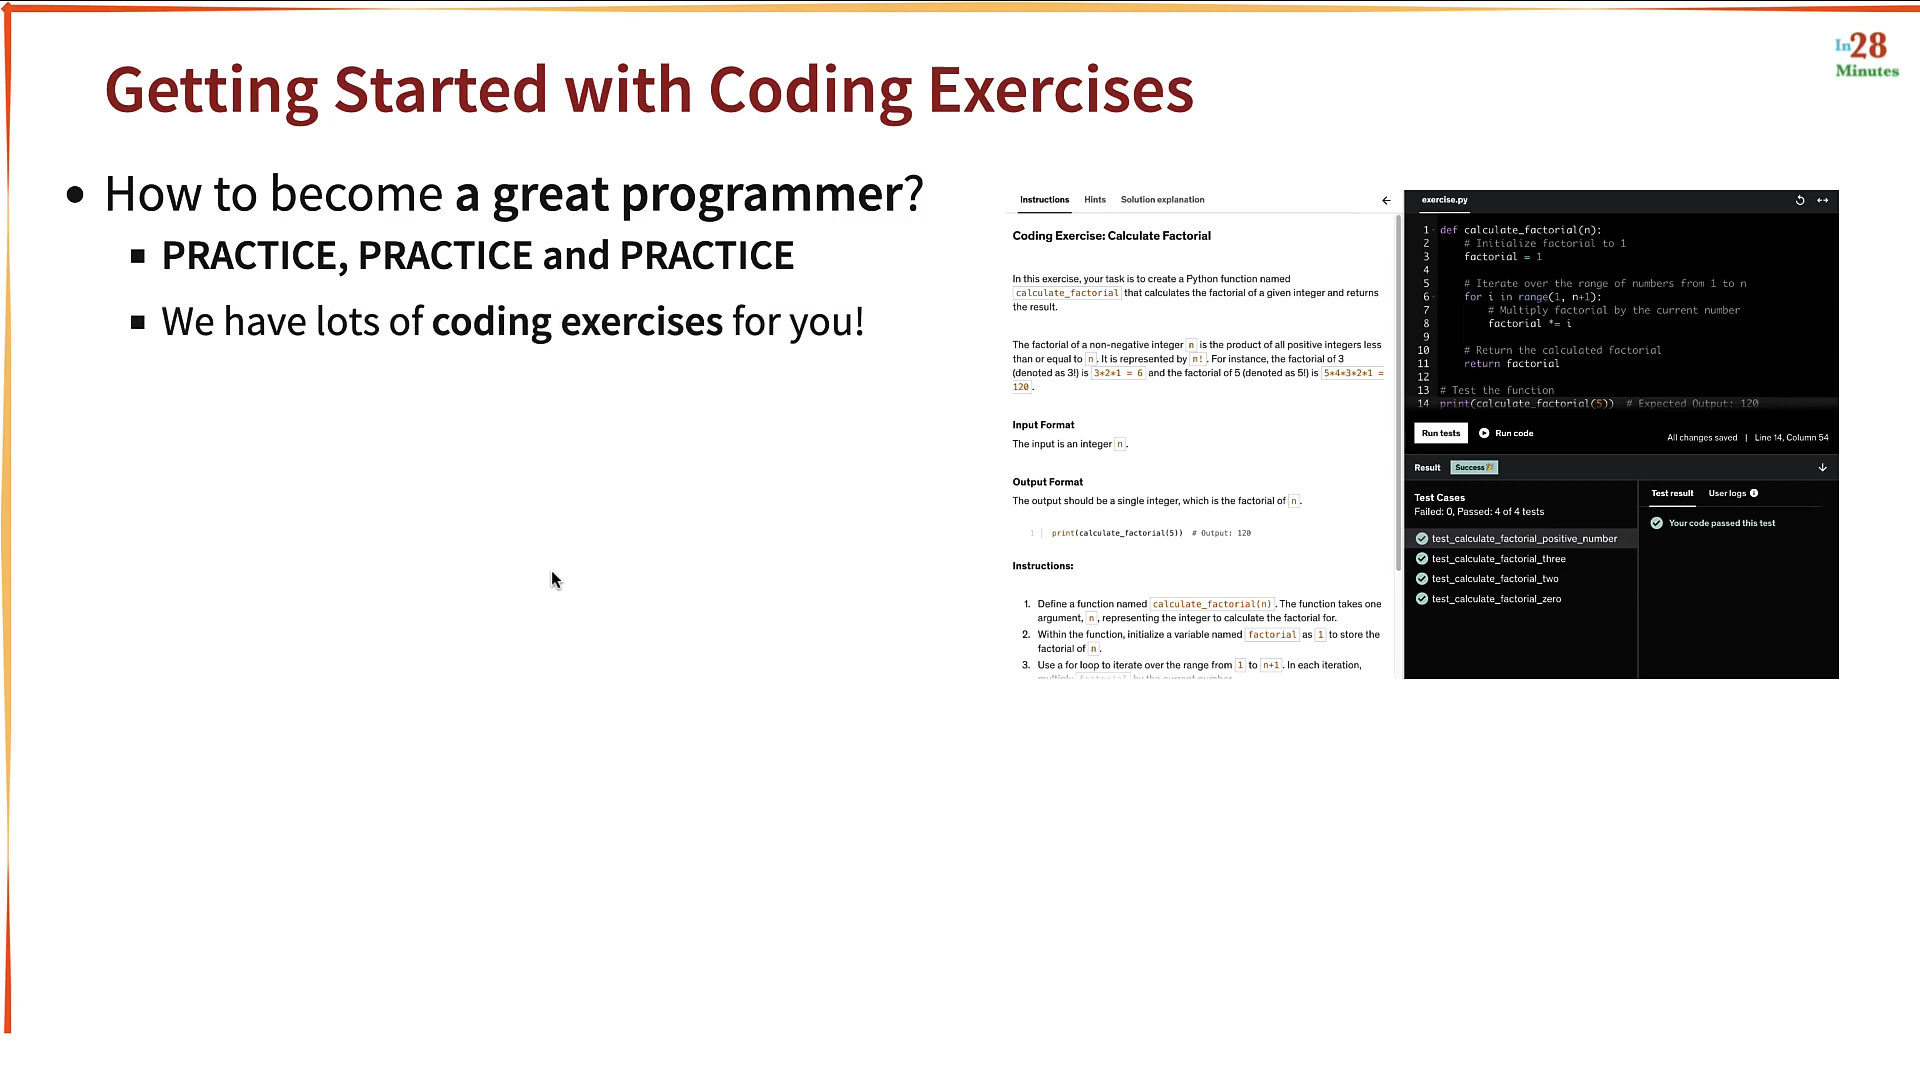 Getting Started with Coding Exercises
In28
Minutes
• How to become a great programmer?
▪ PRACTICE, PRACTICE and PRACTICE
▪ We have lots of coding exercises for you!
Instructions Hints Solution explanation
Coding Exercise: Calculate Factorial
In this exercise, your task is to create a Python function named
calculate_factorial that calculates the factorial of a given integer and returns
the result.
The factorial of a non-negative integer n is the product of all positive integers less
than or equal to n. It is represented by n!. For instance, the factorial of 3
(denoted as 3!) is 3*2*1 = 6 and the factorial of 5 (denoted as 5!) is 5*4*3*2*1 =
120.
Input Format
The input is an integer n.
Output Format
The output should be a single integer, which is the factorial of n.
1 print(calculate_factorial(5)) # Output: 120
Instructions:
1. Define a function named calculate_factorial(n). The function takes one
argument, n, representing the integer to calculate the factorial for.
2. Within the function, initialize a variable named factorial as 1 to store the
factorial of n.
3. Use a for loop to iterate over the range from 1 to n+1. In each iteration,
multiply factorial by the current number.
exercise.py
1 def calculate_factorial(n):
2 # Initialize factorial to 1
3 factorial = 1
4
5 # Iterate over the range of numbers from 1 to n
6 for i in range(1, n+1):
7 # Multiply factorial by the current number
8 factorial *= i
9
10 # Return the calculated factorial
11 return factorial
12
13 # Test the function
14 print(calculate_factorial(5)) # Expected Output: 120
Run tests Run code
All changes saved | Line 14, Column 54
Result Success
Test Cases
Failed: 0, Passed: 4 of 4 tests
test_calculate_factorial_positive_number
test_calculate_factorial_three
test_calculate_factorial_two
test_calculate_factorial_zero
Test result User logs
Your code passed this test